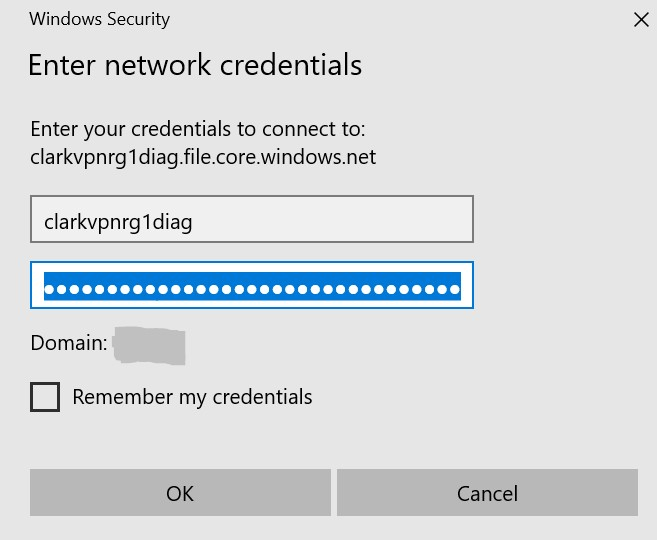 Windows Security
Enter network credentials
Enter your credentials to connect to:
clarkvpnrg1diag.file.core.windows.net
clarkvpnrg1diag
Domain:
Remember my credentials
OK
Cancel